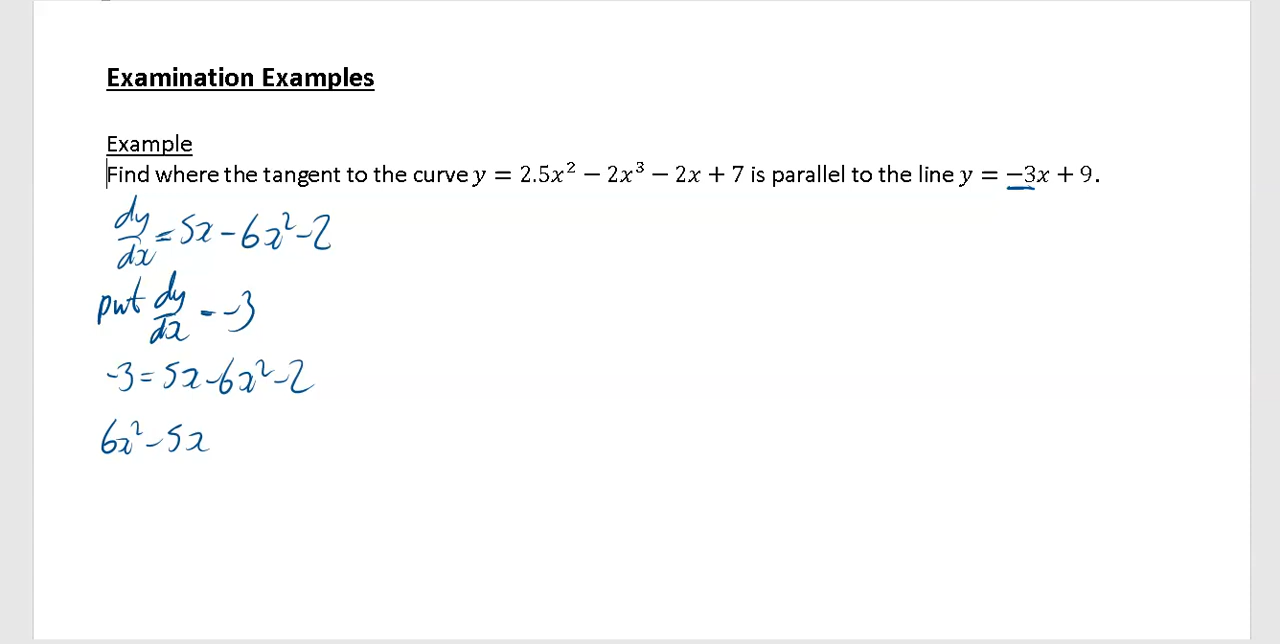 Examination Examples
Example
Find where the tangent to the curve y = 2.5x² − 2x³ − 2x + 7 is parallel to the line y = −3x + 9.
dy/dx = 5x - 6x² - 2
put dy/dx = -3
-3 = 5x - 6x² - 2
6x² - 5x